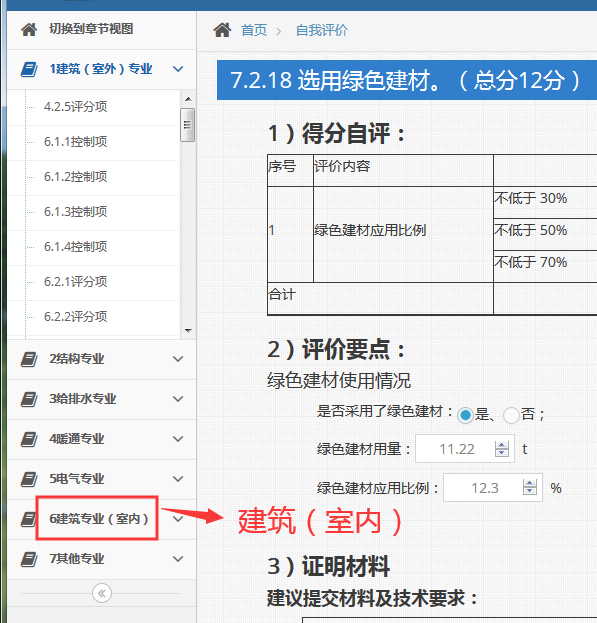 切换到章节视图
1建筑（室外）专业
4.2.5评分项
6.1.1控制项
6.1.2控制项
6.1.3控制项
6.1.4控制项
6.2.1评分项
6.2.2评分项
2结构专业
3给排水专业
4暖通专业
5电气专业
6建筑专业（室内）
7其他专业
首页 > 自我评价
7.2.18 选用绿色建材。（总分12分）
1）得分自评：
序号 评价内容
1 绿色建材应用比例
不低于 30%
不低于 50%
不低于 70%
合计
2）评价要点：
绿色建材使用情况
是否采用了绿色建材：是、否；
绿色建材用量：11.22 t
绿色建材应用比例：12.3 %
建筑（室内）
3）证明材料
建议提交材料及技术要求：